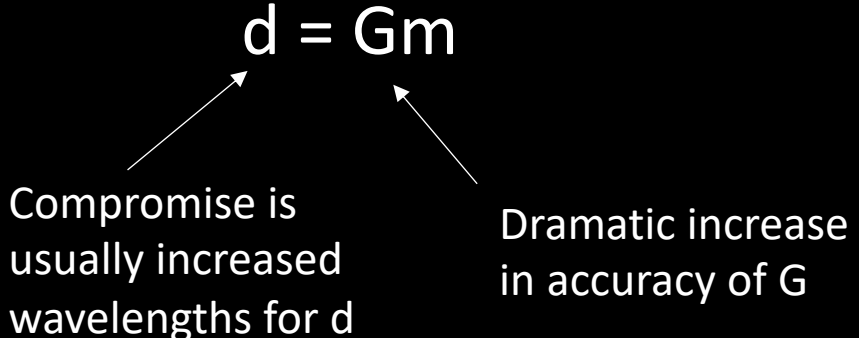 d = Gm
Compromise is
usually increased
wavelengths for d
Dramatic increase
in accuracy of G